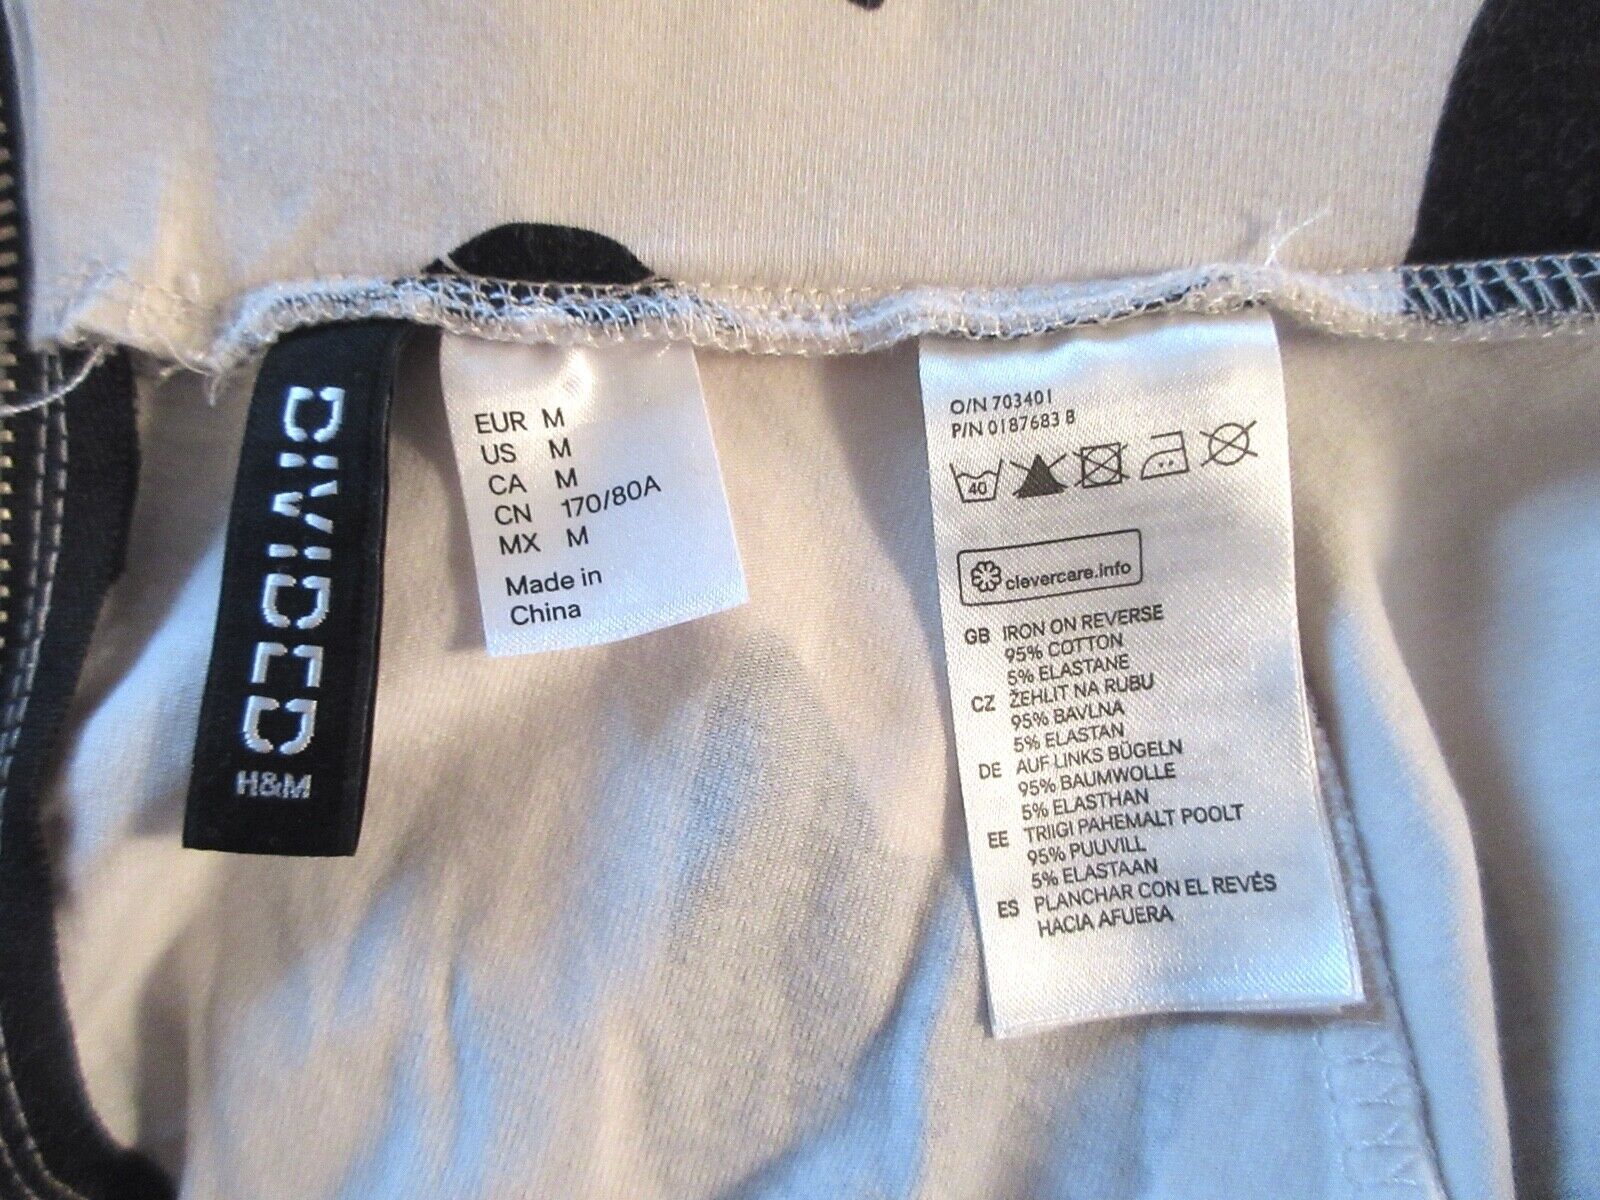 DIVIDED
H&M
EUR M
US M
CA M
CN 170/80A
MX M
Made in
China
O/N 703401
P/N 0187683 B
40
clevercare.info
GB IRON ON REVERSE
95% COTTON
5% ELASTANE
CZ ŽEHLIT NA RUBU
95% BAVLNA
5% ELASTAN
DE AUF LINKS BÜGELN
95% BAUMWOLLE
5% ELASTHAN
EE TRIIGI PAHEMALT POOLT
95% PUUVILL
5% ELASTAAN
ES PLANCHAR CON EL REVÉS
HACIA AFUERA